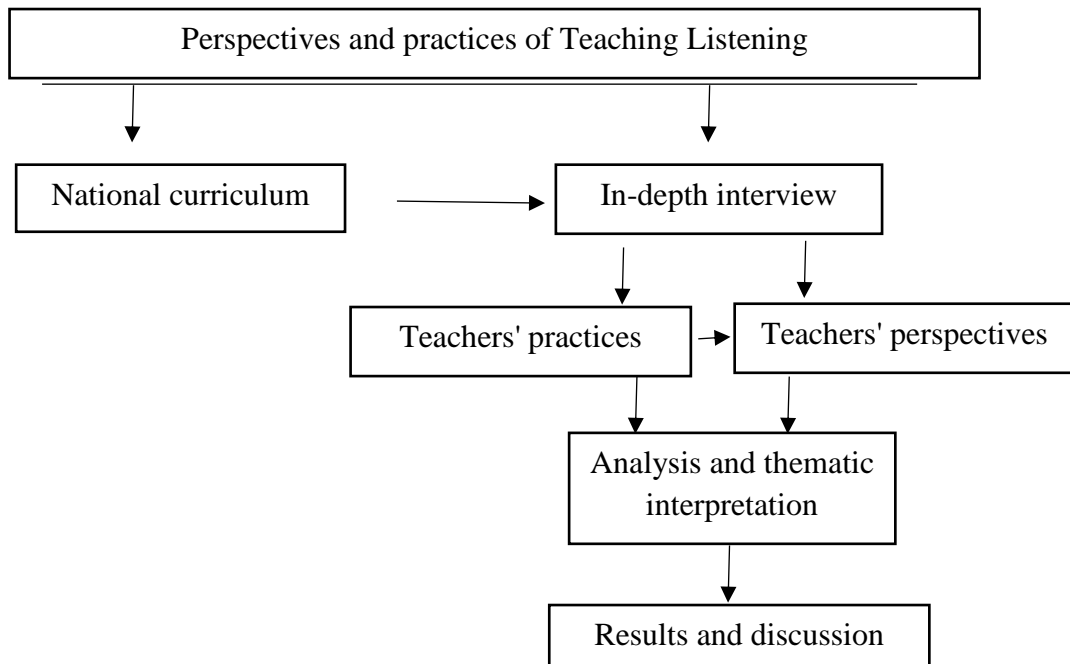 Perspectives and practices of Teaching Listening
National curriculum
In-depth interview
Teachers' practices
Teachers' perspectives
Analysis and thematic
interpretation
Results and discussion